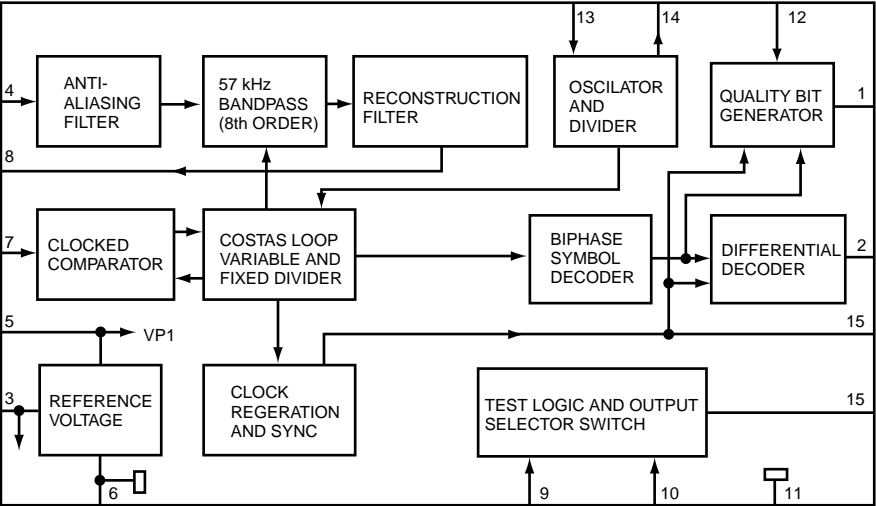 13
14
12
4
ANTI-
ALIASING
FILTER
57 kHz
BANDPASS
(8th ORDER)
RECONSTRUCTION
FILTER
OSCILATOR
AND
DIVIDER
QUALITY BIT
GENERATOR
1
8
7
CLOCKED
COMPARATOR
COSTAS LOOP
VARIABLE AND
FIXED DIVIDER
BIPHASE
SYMBOL
DECODER
DIFFERENTIAL
DECODER
2
5
VP1
15
3
REFERENCE
VOLTAGE
CLOCK
REGERATION
AND SYNC
TEST LOGIC AND OUTPUT
SELECTOR SWITCH
15
6
9
10
11